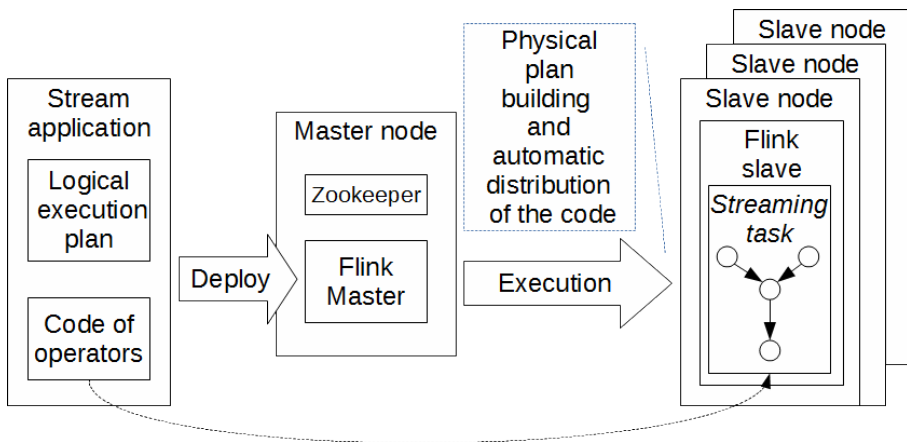 Stream
application
Logical
execution
plan
Code of
operators
Deploy
Master node
Zookeeper
Flink
Master
Physical
plan
building
and
automatic
distribution
of the code
Execution
Slave node
Slave node
Slave node
Flink
slave
Streaming
task